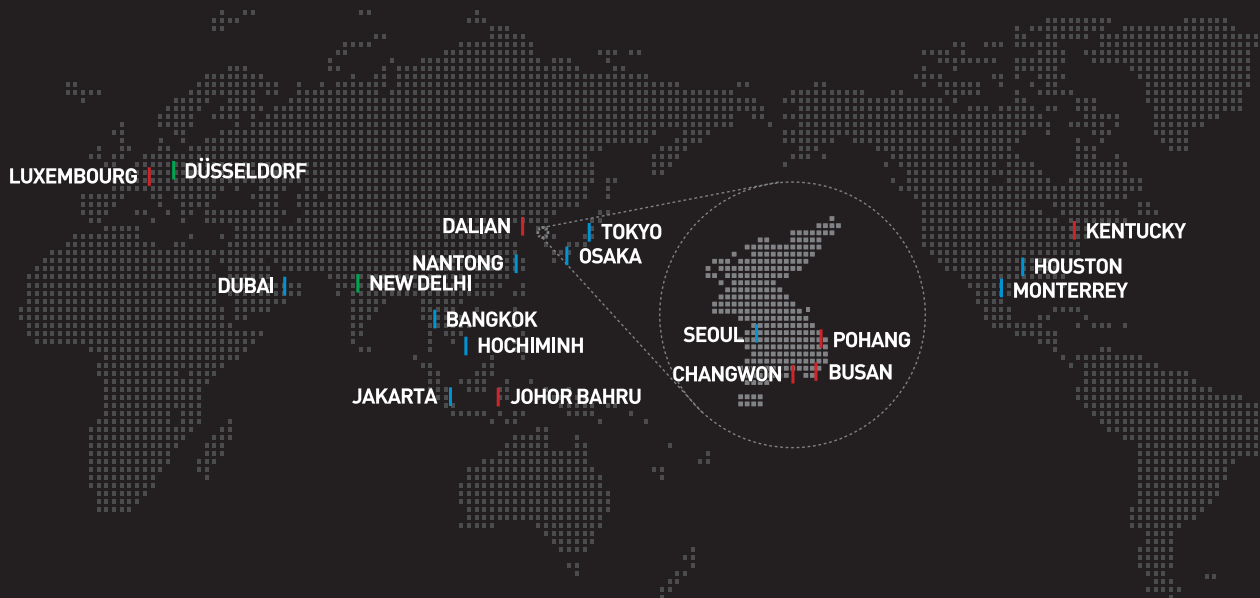 LUXEMBOURG
DÜSSELDORF
DALIAN
TOKYO
OSAKA
NANTONG
DUBAI
NEW DELHI
BANGKOK
HOCHIMINH
JAKARTA
JOHOR BAHRU
SEOUL
POHANG
CHANGWON
BUSAN
KENTUCKY
HOUSTON
MONTERREY